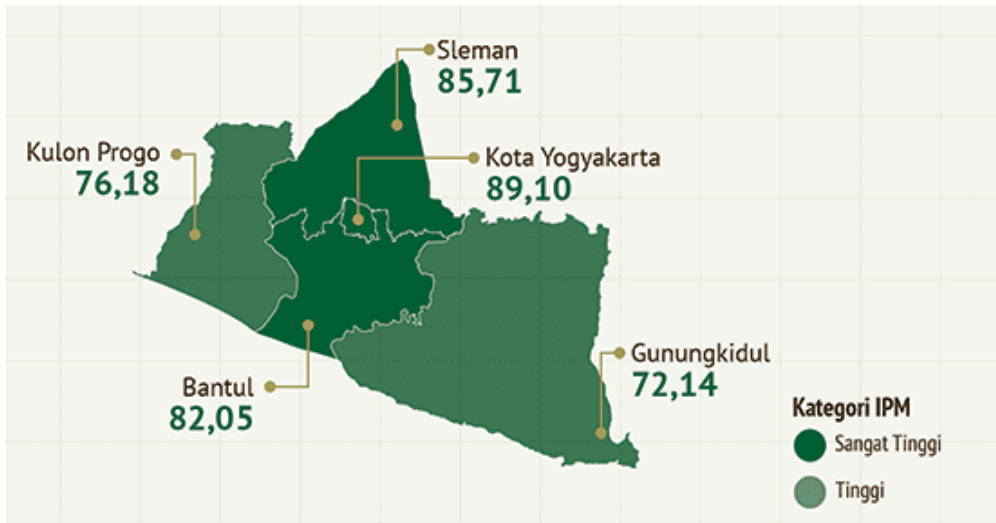 Sleman
85,71
Kulon Progo
76,18
Kota Yogyakarta
89,10
Gunungkidul
72,14
Bantul
82,05
Kategori IPM
Sangat Tinggi
Tinggi